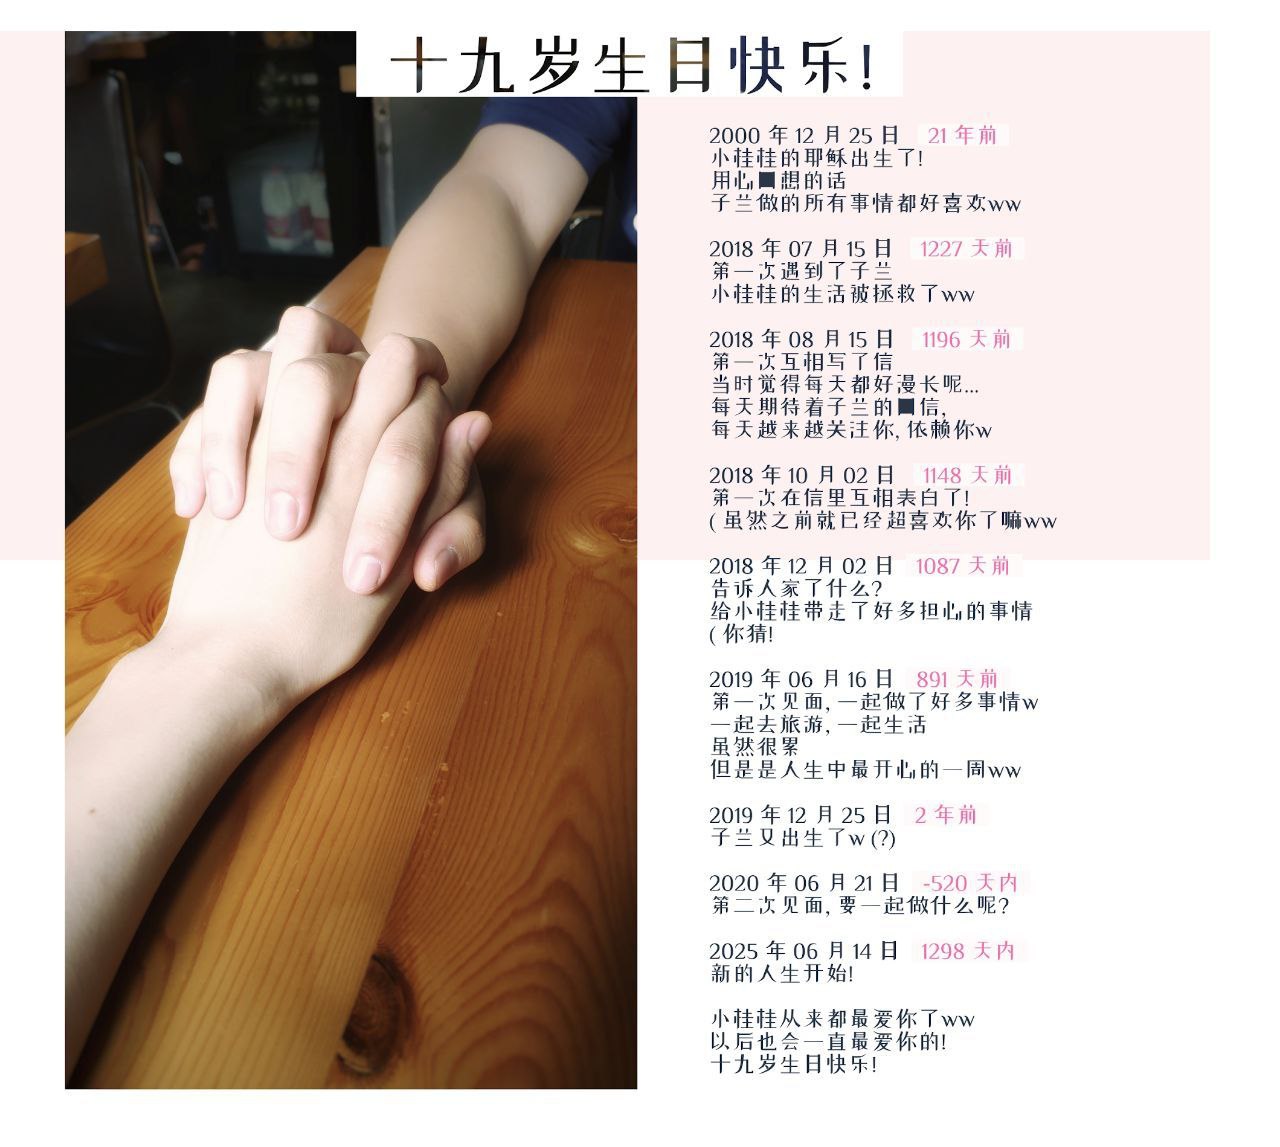 十九岁生日快乐!
2000 年 12 月 25 日 21 年前
小桂桂的耶稣出生了!
用心■想的话
子兰做的所有事情都好喜欢ww
2018 年 07 月 15 日 1227 天前
第一次遇到了子兰
小桂桂的生活被拯救了ww
2018 年 08 月 15 日 1196 天前
第一次互相写了信
当时觉得每天都好漫长呢...
每天期待着子兰的■信,
每天越来越关注你, 依赖你w
2018 年 10 月 02 日 1148 天前
第一次在信里互相表白了!
( 虽然之前就已经超喜欢你了嘛ww
2018 年 12 月 02 日 1087 天前
告诉人家了什么?
给小桂桂带走了好多担心的事情
( 你猜!
2019 年 06 月 16 日 891 天前
第一次见面, 一起做了好多事情w
一起去旅游, 一起生活
虽然很累
但是是人生中最开心的一周ww
2019 年 12 月 25 日 2 年前
子兰又出生了w (?)
2020 年 06 月 21 日 -520 天内
第二次见面, 要一起做什么呢?
2025 年 06 月 14 日 1298 天内
新的人生开始!
小桂桂从来都最爱你了ww
以后也会一直最爱你的!
十九岁生日快乐!